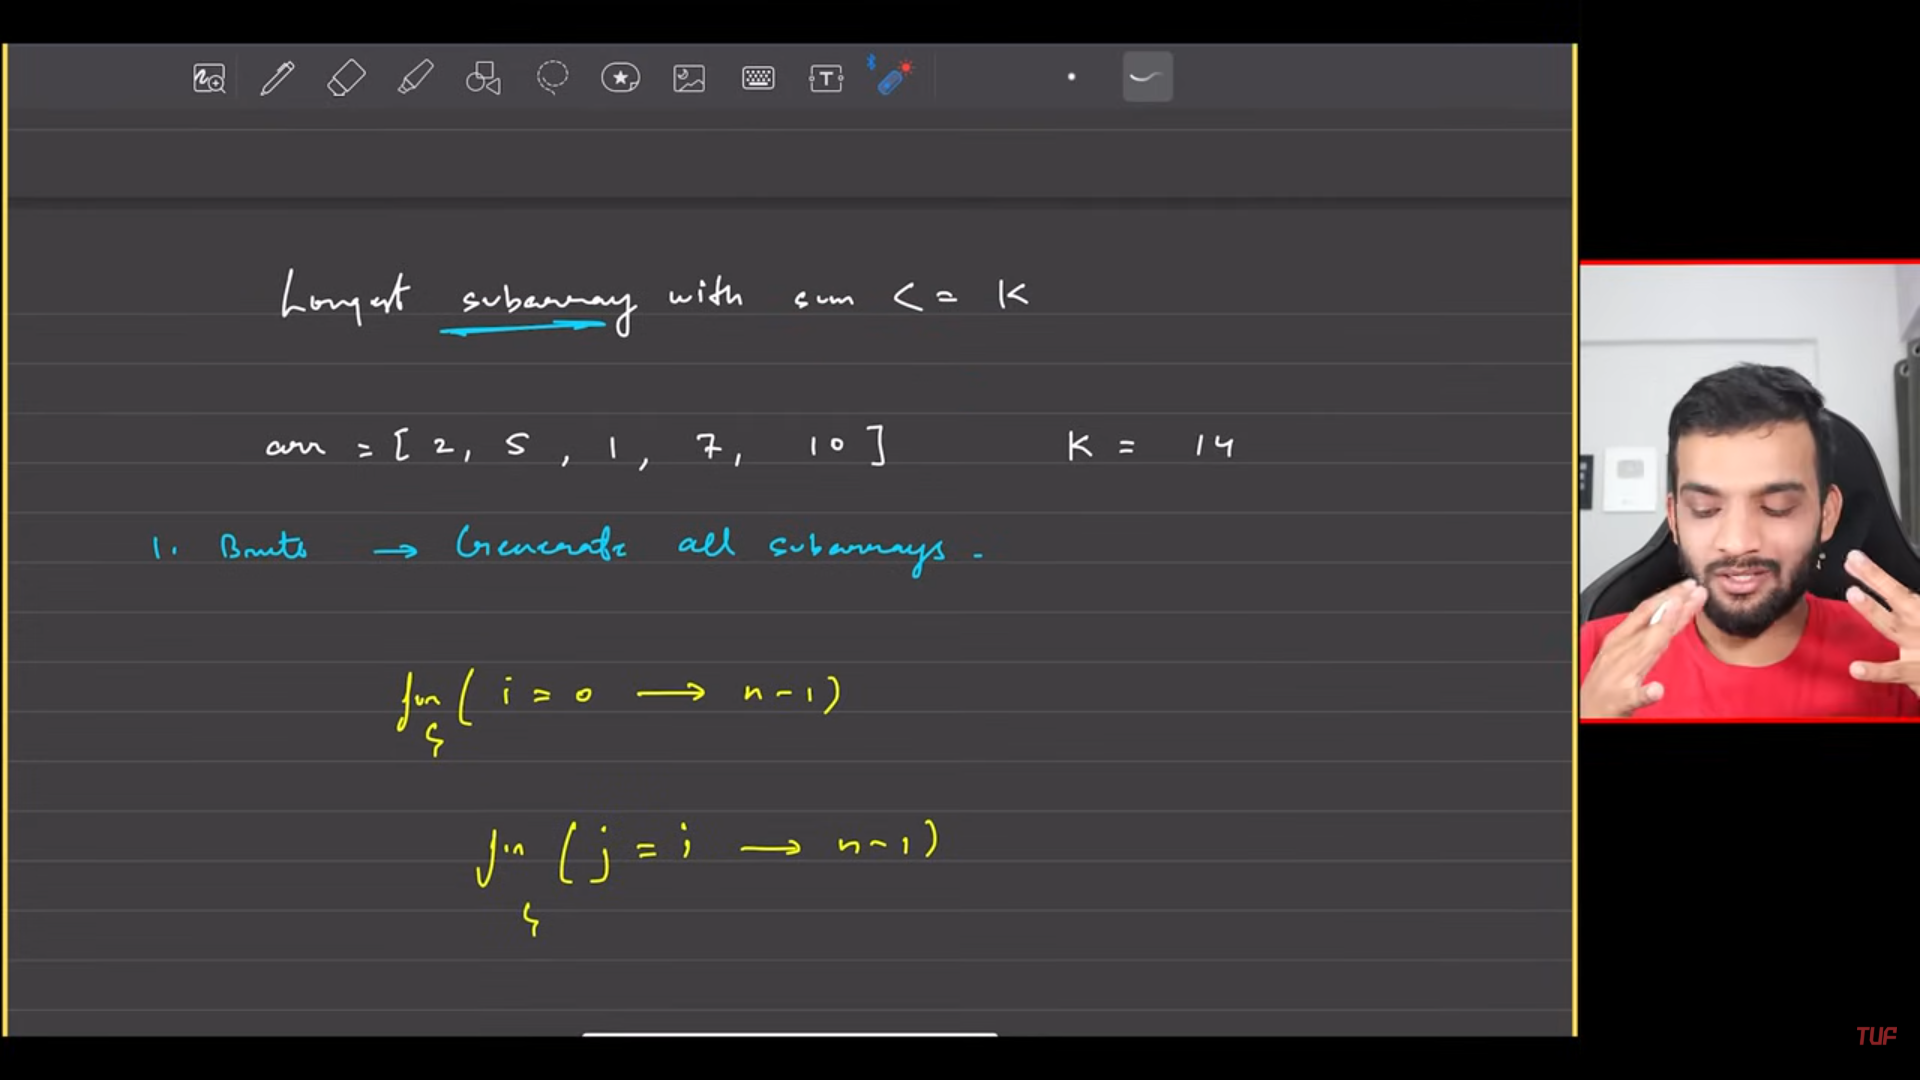 Longest subarray with sum <= K
arr = [ 2, 5 , 1 , 7, 10 ] K = 14
1. Brute → Generate all subarrays.
for ( i = 0 → n-1)
{
for ( j = i → n-1)
{
TUF